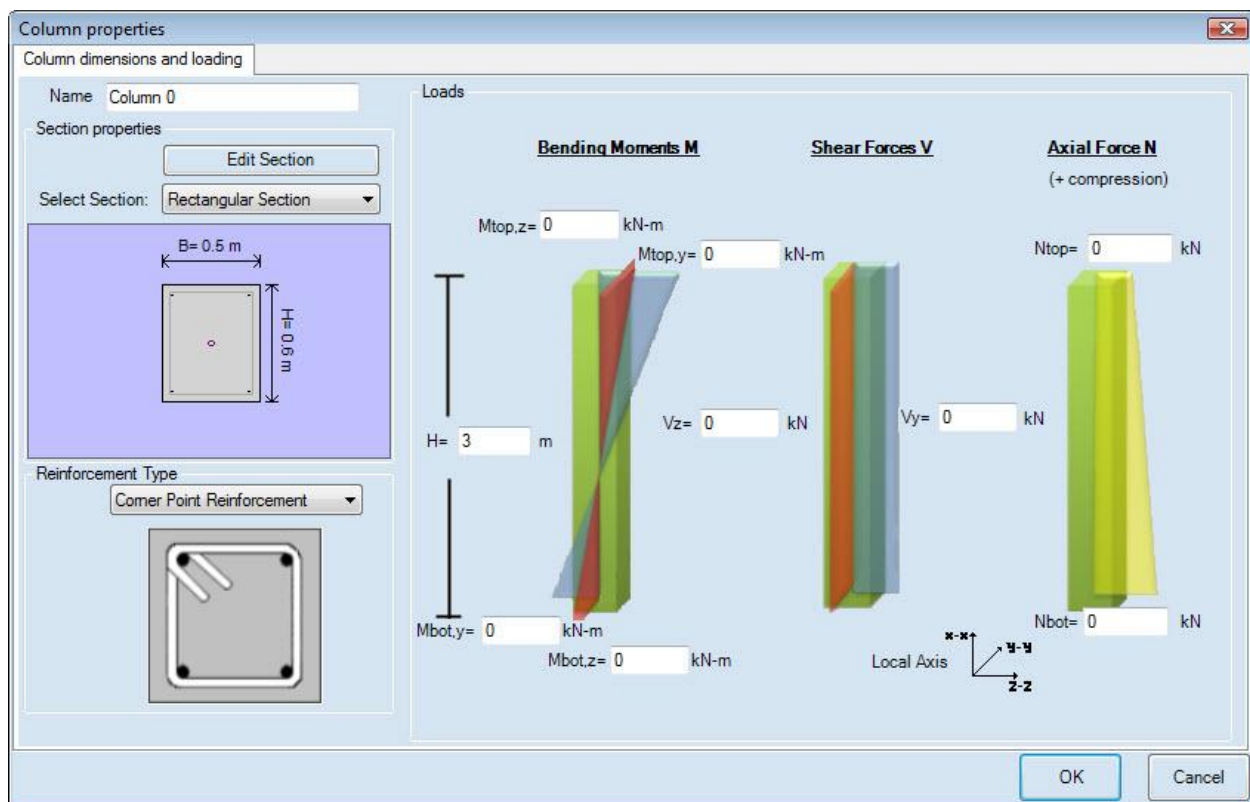 Column properties
Column dimensions and loading
Name Column 0
Section properties
Edit Section
Select Section: Rectangular Section
B= 0.5 m
H= 0.6 m
Reinforcement Type
Corner Point Reinforcement
Loads
Bending Moments M
Shear Forces V
Axial Force N
(+ compression)
Mtop,z= 0 kN-m
Mtop,y= 0 kN-m
Ntop= 0 kN
H= 3 m
Vz= 0 kN
Vy= 0 kN
Mbot,y= 0 kN-m
Mbot,z= 0 kN-m
Nbot= 0 kN
Local Axis
x-x
y-y
z-z
OK
Cancel